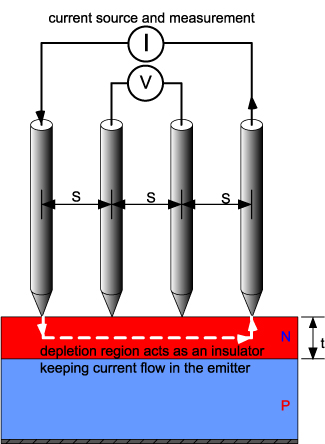 current source and measurement
I
V
S S S
N
t
depletion region acts as an insulator
keeping current flow in the emitter
P